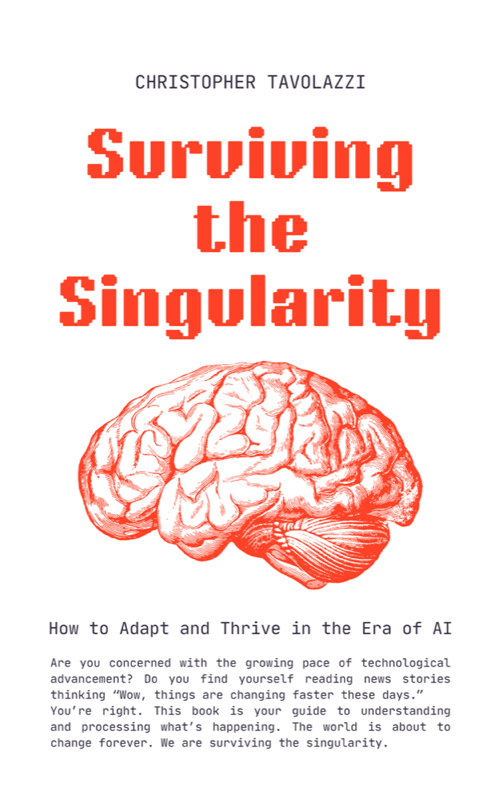 CHRISTOPHER TAVOLAZZI
Surviving
the
Singularity
How to Adapt and Thrive in the Era of AI
Are you concerned with the growing pace of technological
advancement? Do you find yourself reading news stories
thinking “Wow, things are changing faster these days.”
You’re right. This book is your guide to understanding
and processing what’s happening. The world is about to
change forever. We are surviving the singularity.